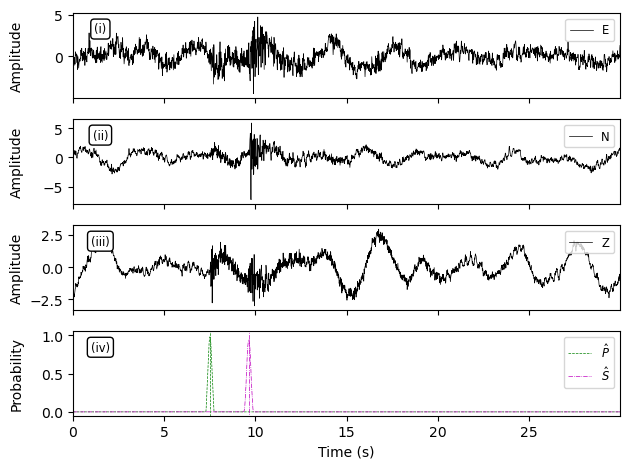 5
0
Amplitude
(i)
E
5
0
−5
Amplitude
(ii)
N
2.5
0.0
−2.5
Amplitude
(iii)
Z
1.0
0.5
0.0
Probability
(iv)
P̂
Ŝ
0 5 10 15 20 25
Time (s)